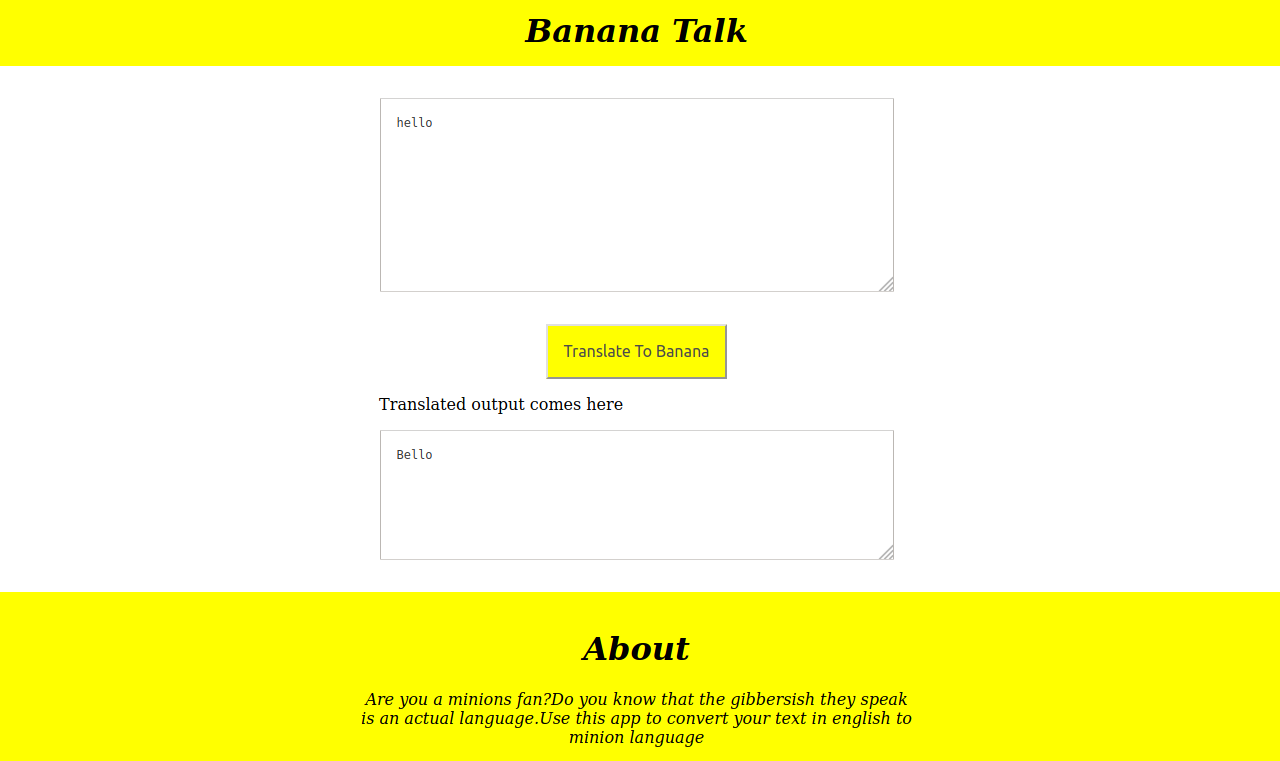 Banana Talk
hello
Translate To Banana
Translated output comes here
Bello
About
Are you a minions fan?Do you know that the gibbersish they speak
is an actual language.Use this app to convert your text in english to
minion language